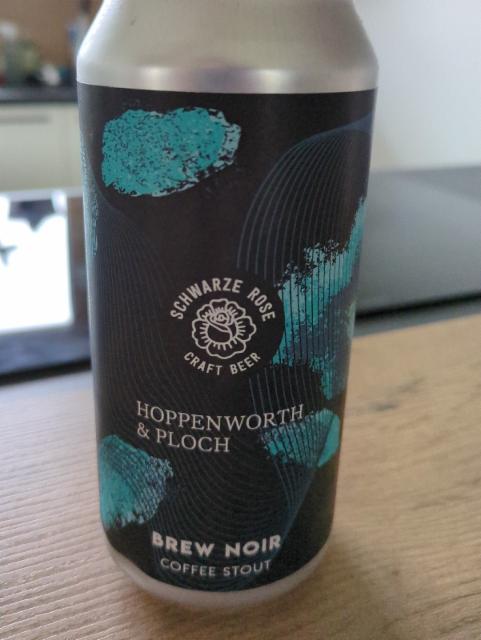 SCHWARZE ROSE
CRAFT BEER
HOPPENWORTH
& PLOCH
BREW NOIR
COFFEE STOUT